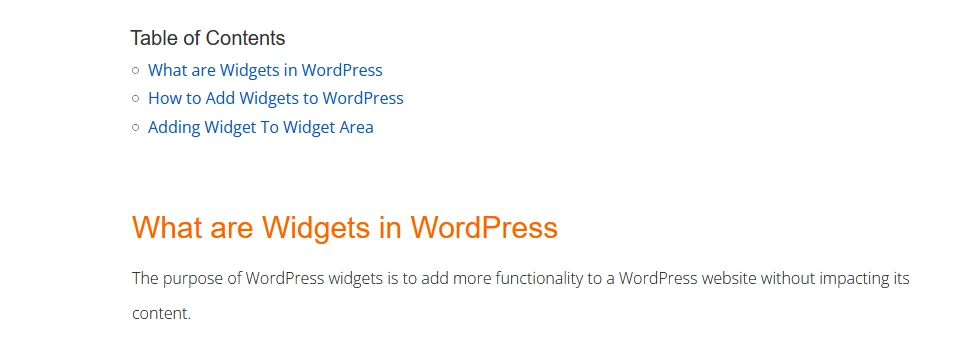 Table of Contents
What are Widgets in WordPress
How to Add Widgets to WordPress
Adding Widget To Widget Area
What are Widgets in WordPress
The purpose of WordPress widgets is to add more functionality to a WordPress website without impacting its
content.